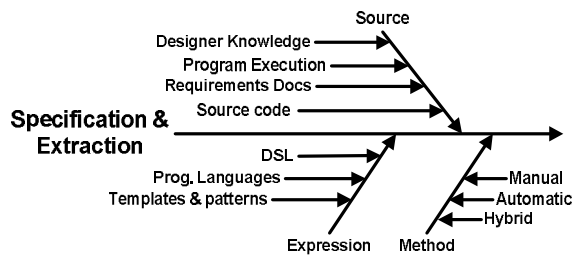 Source
Designer Knowledge
Program Execution
Requirements Docs
Source code
Specification &
Extraction
DSL
Prog. Languages
Templates & patterns
Expression
Manual
Automatic
Hybrid
Method